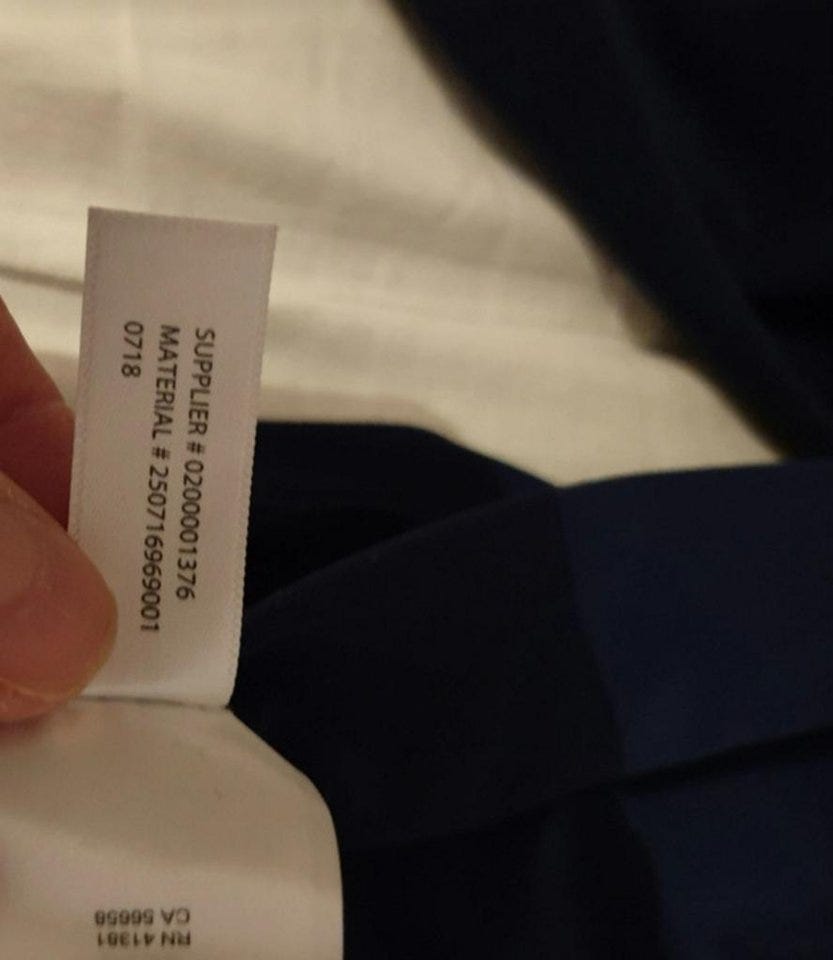 SUPPLIER # 0200001376
MATERIAL # 250716969001
0718
RN 41381
CA 56658